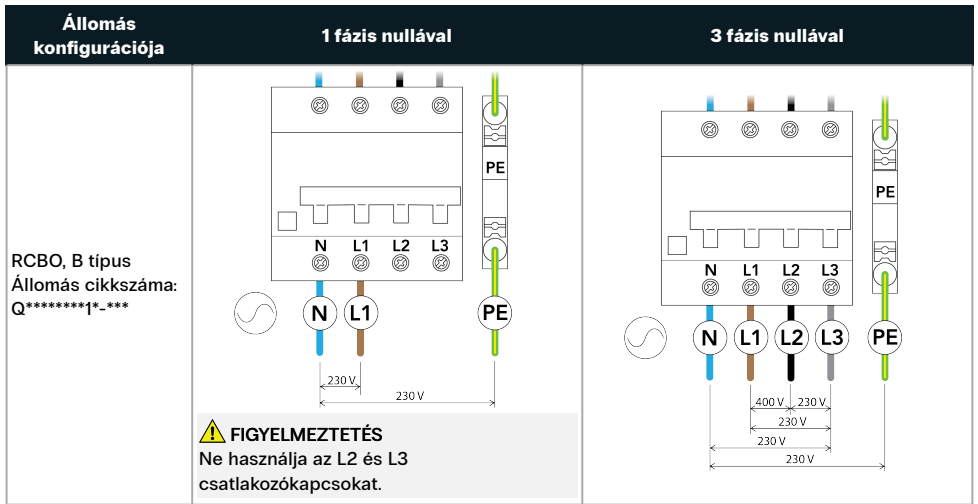 Állomás
konfigurációja
1 fázis nullával
3 fázis nullával
RCBO, B típus
Állomás cikkszáma:
Q********1*-***
PE
N L1 L2 L3
N L1 PE
230 V
230 V
FIGYELMEZTETÉS
Ne használja az L2 és L3
csatlakozókapcsokat.
PE
N L1 L2 L3
N L1 L2 L3 PE
400 V 230 V
230 V
230 V
230 V